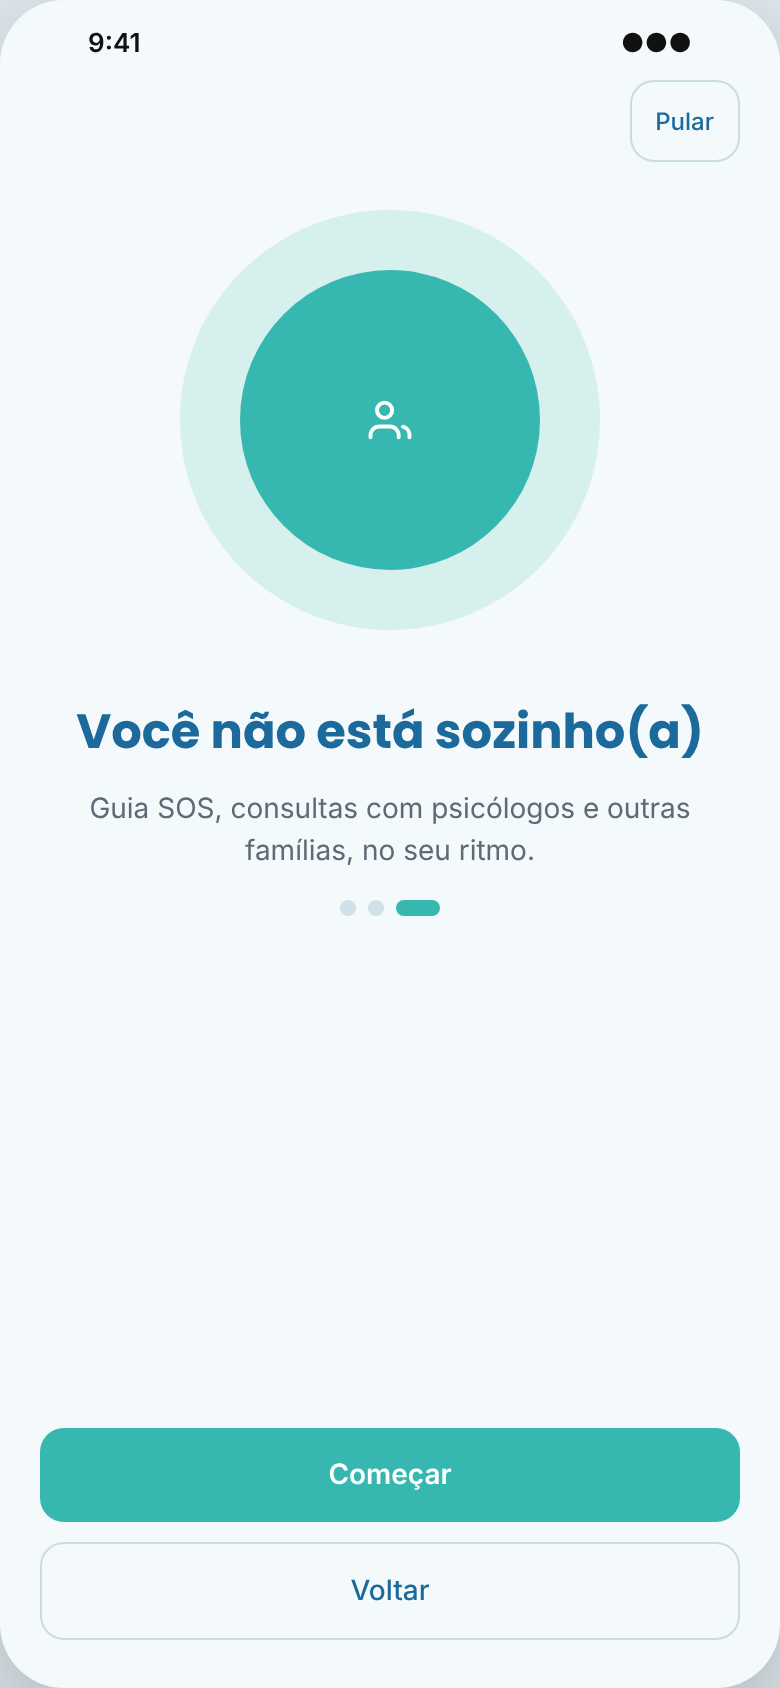 9:41
Pular
Você não está sozinho(a)
Guia SOS, consultas com psicólogos e outras
famílias, no seu ritmo.
Começar
Voltar